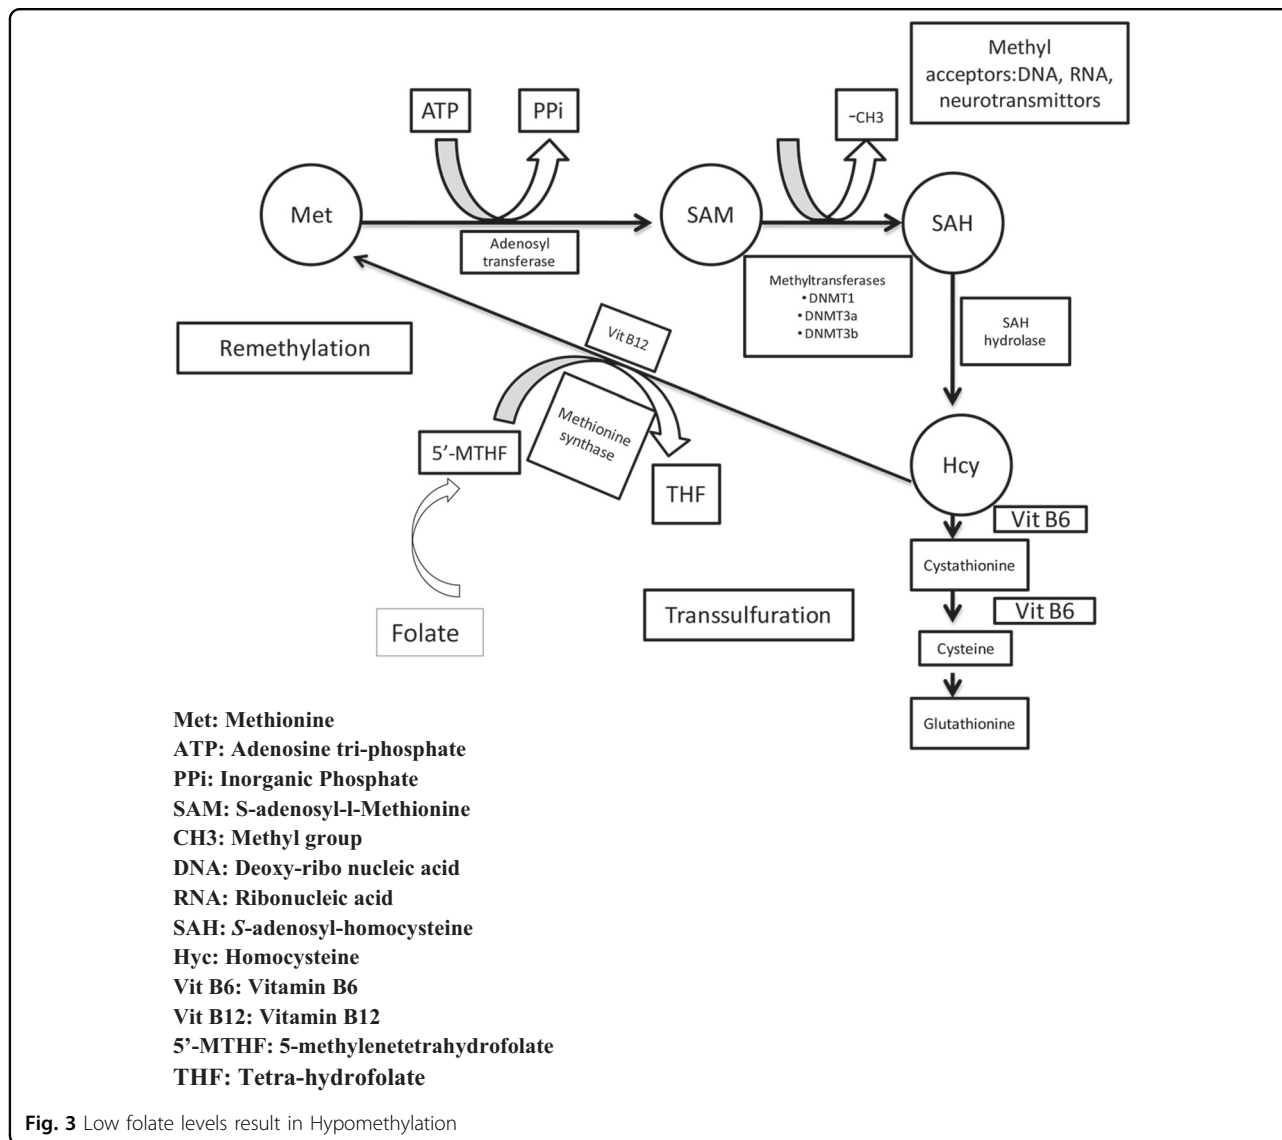 Methyl
acceptors:DNA, RNA,
neurotransmittors
ATP
PPi
-CH3
Met
SAM
SAH
Adenosyl
transferase
Methyltransferases
• DNMT1
• DNMT3a
• DNMT3b
SAH
hydrolase
Remethylation
Vit B12
Methionine
synthase
5’-MTHF
THF
Hcy
Vit B6
Cystathionine
Folate
Transsulfuration
Vit B6
Cysteine
Glutathionine
Met: Methionine
ATP: Adenosine tri-phosphate
PPi: Inorganic Phosphate
SAM: S-adenosyl-l-Methionine
CH3: Methyl group
DNA: Deoxy-ribo nucleic acid
RNA: Ribonucleic acid
SAH: S-adenosyl-homocysteine
Hyc: Homocysteine
Vit B6: Vitamin B6
Vit B12: Vitamin B12
5’-MTHF: 5-methylenetetrahydrofolate
THF: Tetra-hydrofolate
Fig. 3 Low folate levels result in Hypomethylation